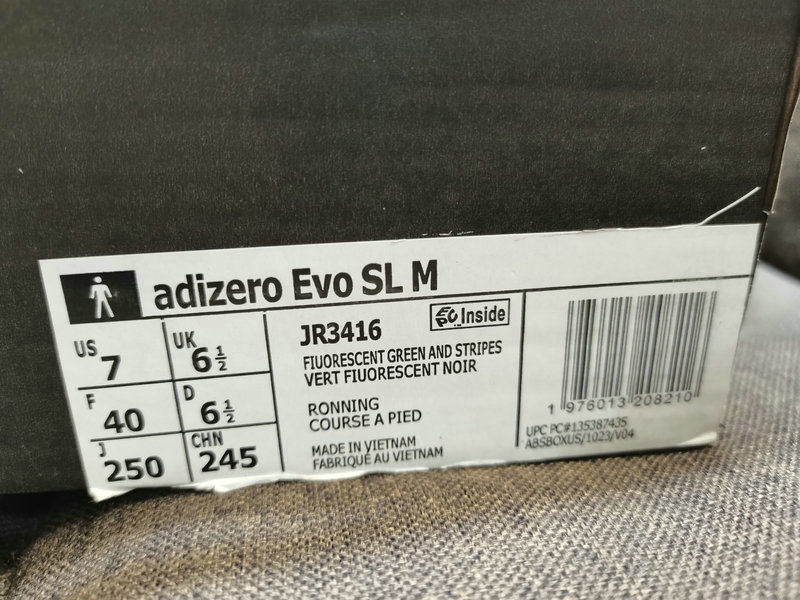 adizero Evo SL M
US 7
UK 6 1/2
F 40
D 6 1/2
J 250
CHN 245
JR3416
Inside
FIUORESCENT GREEN AND STRIPES
VERT FIUORESCENT NOIR
RONNING
COURSE A PIED
MADE IN VIETNAM
FABRIQUÉ AU VIETNAM
1 976013 208210
UPC PC#135387435
ABSBOXUS/1023/V04